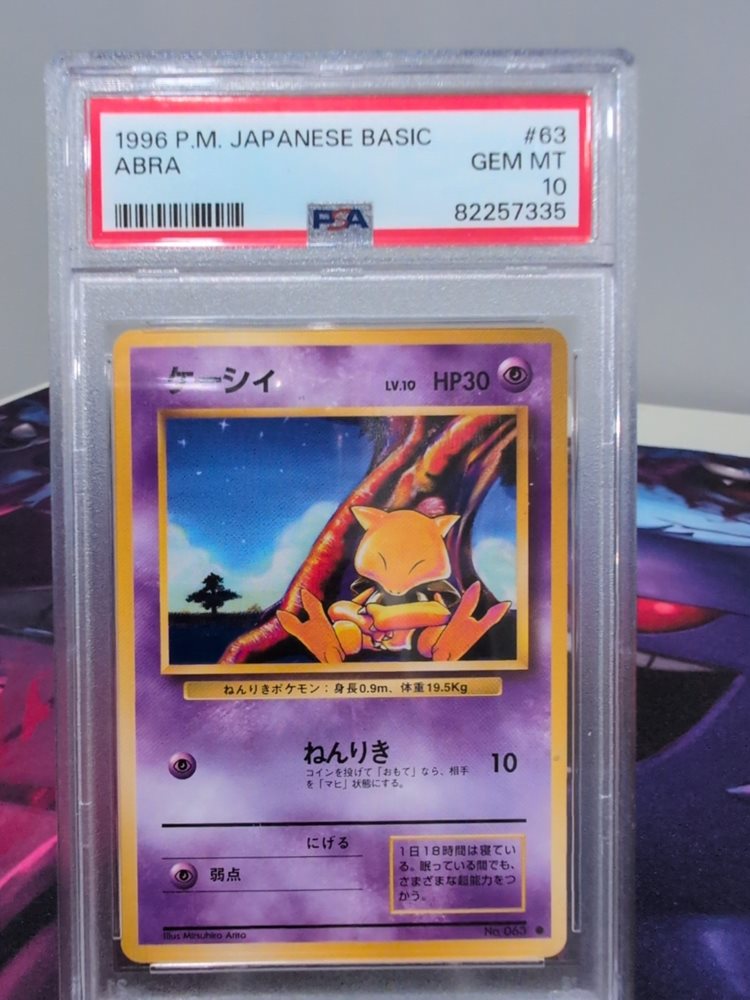 1996 P.M. JAPANESE BASIC #63
ABRA GEM MT
10
PSA 82257335
ケーシィ LV.10 HP30
ねんりきポケモン：身長0.9m、体重19.5Kg
ねんりき 10
コインを投げて「おもて」なら、相手
を「マヒ」状態にする。
にげる
弱点
1日18時間は寝てい
る。眠っている間でも、
さまざまな超能力をつ
かう。
Illus. Mitsuhiro Arita No. 063